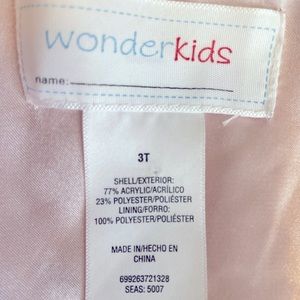 wonderkids
name:
3T
SHELL/EXTERIOR:
77% ACRYLIC/ACRÍLICO
23% POLYESTER/POLIÉSTER
LINING/FORRO:
100% POLYESTER/POLIÉSTER
MADE IN/HECHO EN
CHINA
699263721328
SEAS: 5007